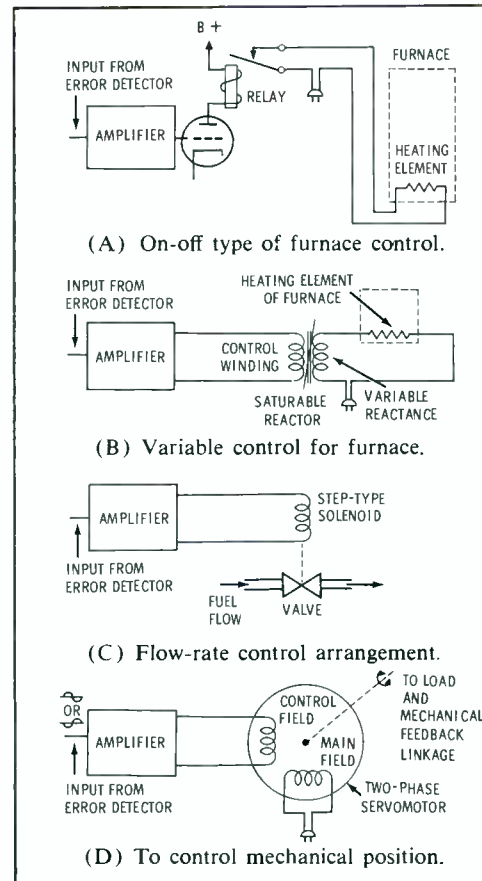 B +
INPUT FROM
ERROR DETECTOR
AMPLIFIER
RELAY
FURNACE
HEATING
ELEMENT
(A) On-off type of furnace control.
INPUT FROM
ERROR DETECTOR
AMPLIFIER
HEATING ELEMENT
OF FURNACE
CONTROL
WINDING
SATURABLE
REACTOR
VARIABLE
REACTANCE
(B) Variable control for furnace.
AMPLIFIER
STEP-TYPE
SOLENOID
INPUT FROM
ERROR DETECTOR
FUEL
FLOW
VALVE
(C) Flow-rate control arrangement.
OR
AMPLIFIER
INPUT FROM
ERROR DETECTOR
CONTROL
FIELD
MAIN
FIELD
TO LOAD
AND
MECHANICAL
FEEDBACK
LINKAGE
TWO-PHASE
SERVOMOTOR
(D) To control mechanical position.